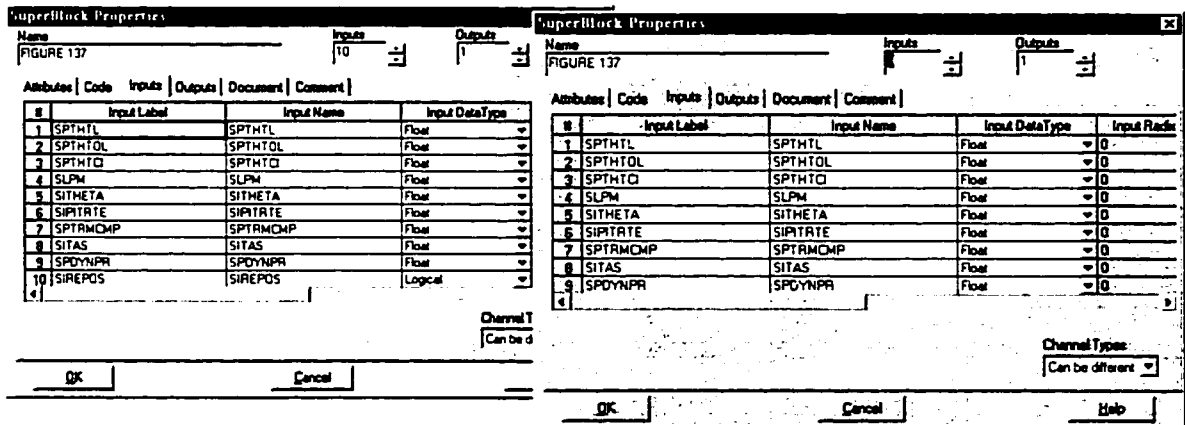 SuperBlock Properties
Name Inputs Outputs
FIGURE 137 10 1
Attributes | Code | Inputs | Outputs | Document | Comment
# Input Label Input Name Input DataType
1 SPTHTL SPTHTL Float
2 SPTHTOL SPTHTOL Float
3 SPTHTCI SPTHTCI Float
4 SLPM SLPM Float
5 SITHETA SITHETA Float
6 SIPITRTE SIPITRTE Float
7 SPTRMCMP SPTRMCMP Float
8 SITAS SITAS Float
9 SPDYNPR SPDYNPR Float
10 SIREPOS SIREPOS Logical
Channel T
Can be d
OK Cancel
SuperBlock Properties
Name Inputs Outputs
FIGURE 137 1
Attributes | Code | Inputs | Outputs | Document | Comment
# Input Label Input Name Input DataType Input Radix
1 SPTHTL SPTHTL Float 0
2 SPTHTOL SPTHTOL Float 0
3 SPTHTCI SPTHTCI Float 0
4 SLPM SLPM Float 0
5 SITHETA SITHETA Float 0
6 SIPITRTE SIPITRTE Float 0
7 SPTRMCMP SPTRMCMP Float 0
8 SITAS SITAS Float 0
9 SPDYNPR SPDYNPR Float 0
Channel Types
Can be different
OK Cancel Help